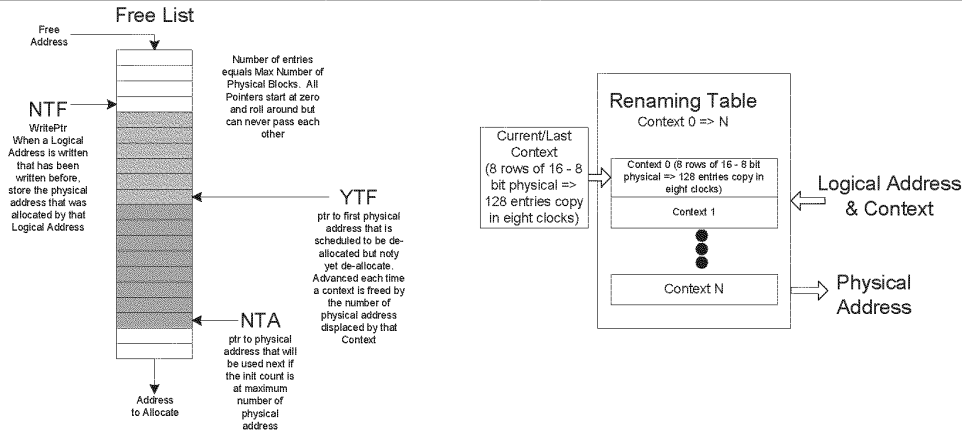 Free List
Free
Address
Number of entries
equals Max Number of
Physical Blocks. All
Pointers start at zero
and roll around but
can never pass each
other
NTF
WritePtr
When a Logical
Address is written
that has been
written before,
store the physical
address that was
allocated by that
Logical Address
YTF
ptr to first physical
address that is
scheduled to be de-
allocated but noty
yet de-allocate.
Advanced each time
a context is freed by
the number of
physical address
displaced by that
Context
NTA
ptr to physical
address that will
be used next if
the init count is
at maximum
number of
physical
address
Address
to Allocate
Renaming Table
Context 0 => N
Current/Last
Context
(8 rows of 16 - 8
bit physical =>
128 entries copy
in eight clocks)
Context 0 (8 rows of 16 - 8 bit
physical => 128 entries copy in
eight clocks)
Context 1
Context N
Logical Address
& Context
Physical
Address